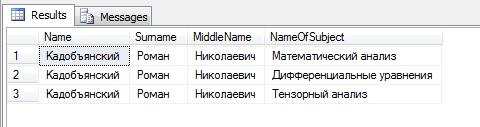 Results Messages
Name Surname MiddleName NameOfSubject
1 Кадобъянский Роман Николаевич Математический анализ
2 Кадобъянский Роман Николаевич Дифференциальные уравнения
3 Кадобъянский Роман Николаевич Тензорный анализ